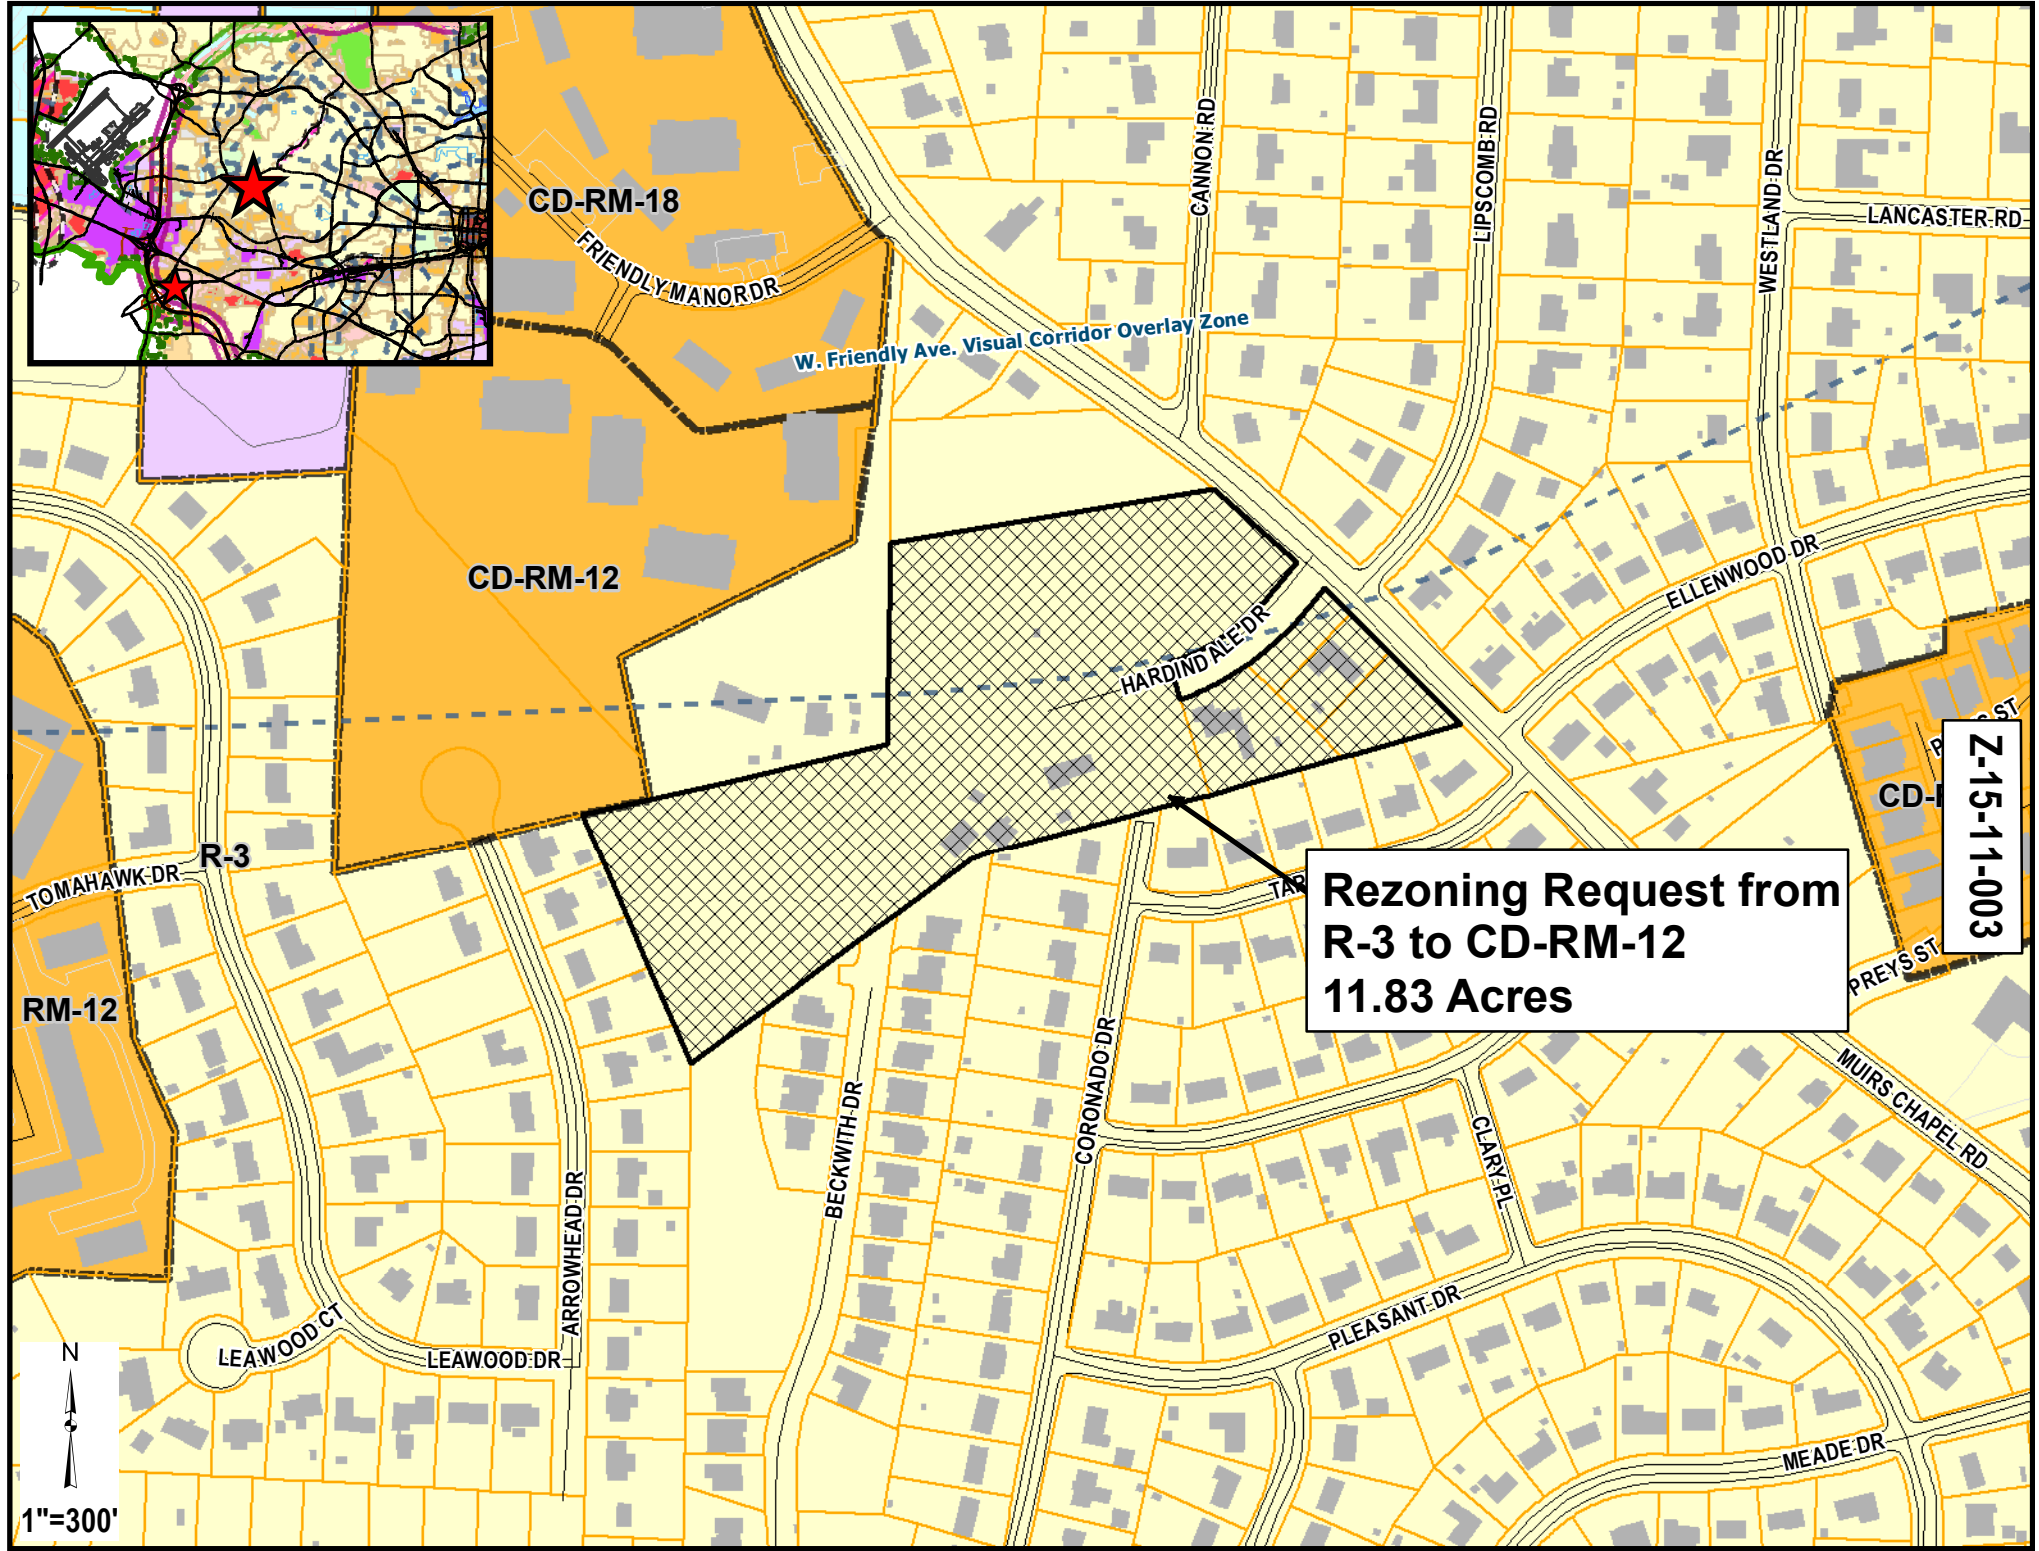 CD-RM-18
FRIENDLY MANOR DR
W. Friendly Ave. Visual Corridor Overlay Zone
CANNON RD
LIPSCOMB RD
WESTLAND DR
LANCASTER RD
CD-RM-12
HARDINDALE DR
ELLENWOOD DR
Z-15-11-003
R-3
TOMAHAWK DR
Rezoning Request from
R-3 to CD-RM-12
11.83 Acres
PREYS ST
RM-12
CORONADO DR
BECKWITH DR
ARROWHEAD DR
MUIRS CHAPEL RD
CLARY PL
PLEASANT DR
LEAWOOD CT
LEAWOOD DR
MEADE DR
N
1"=300'